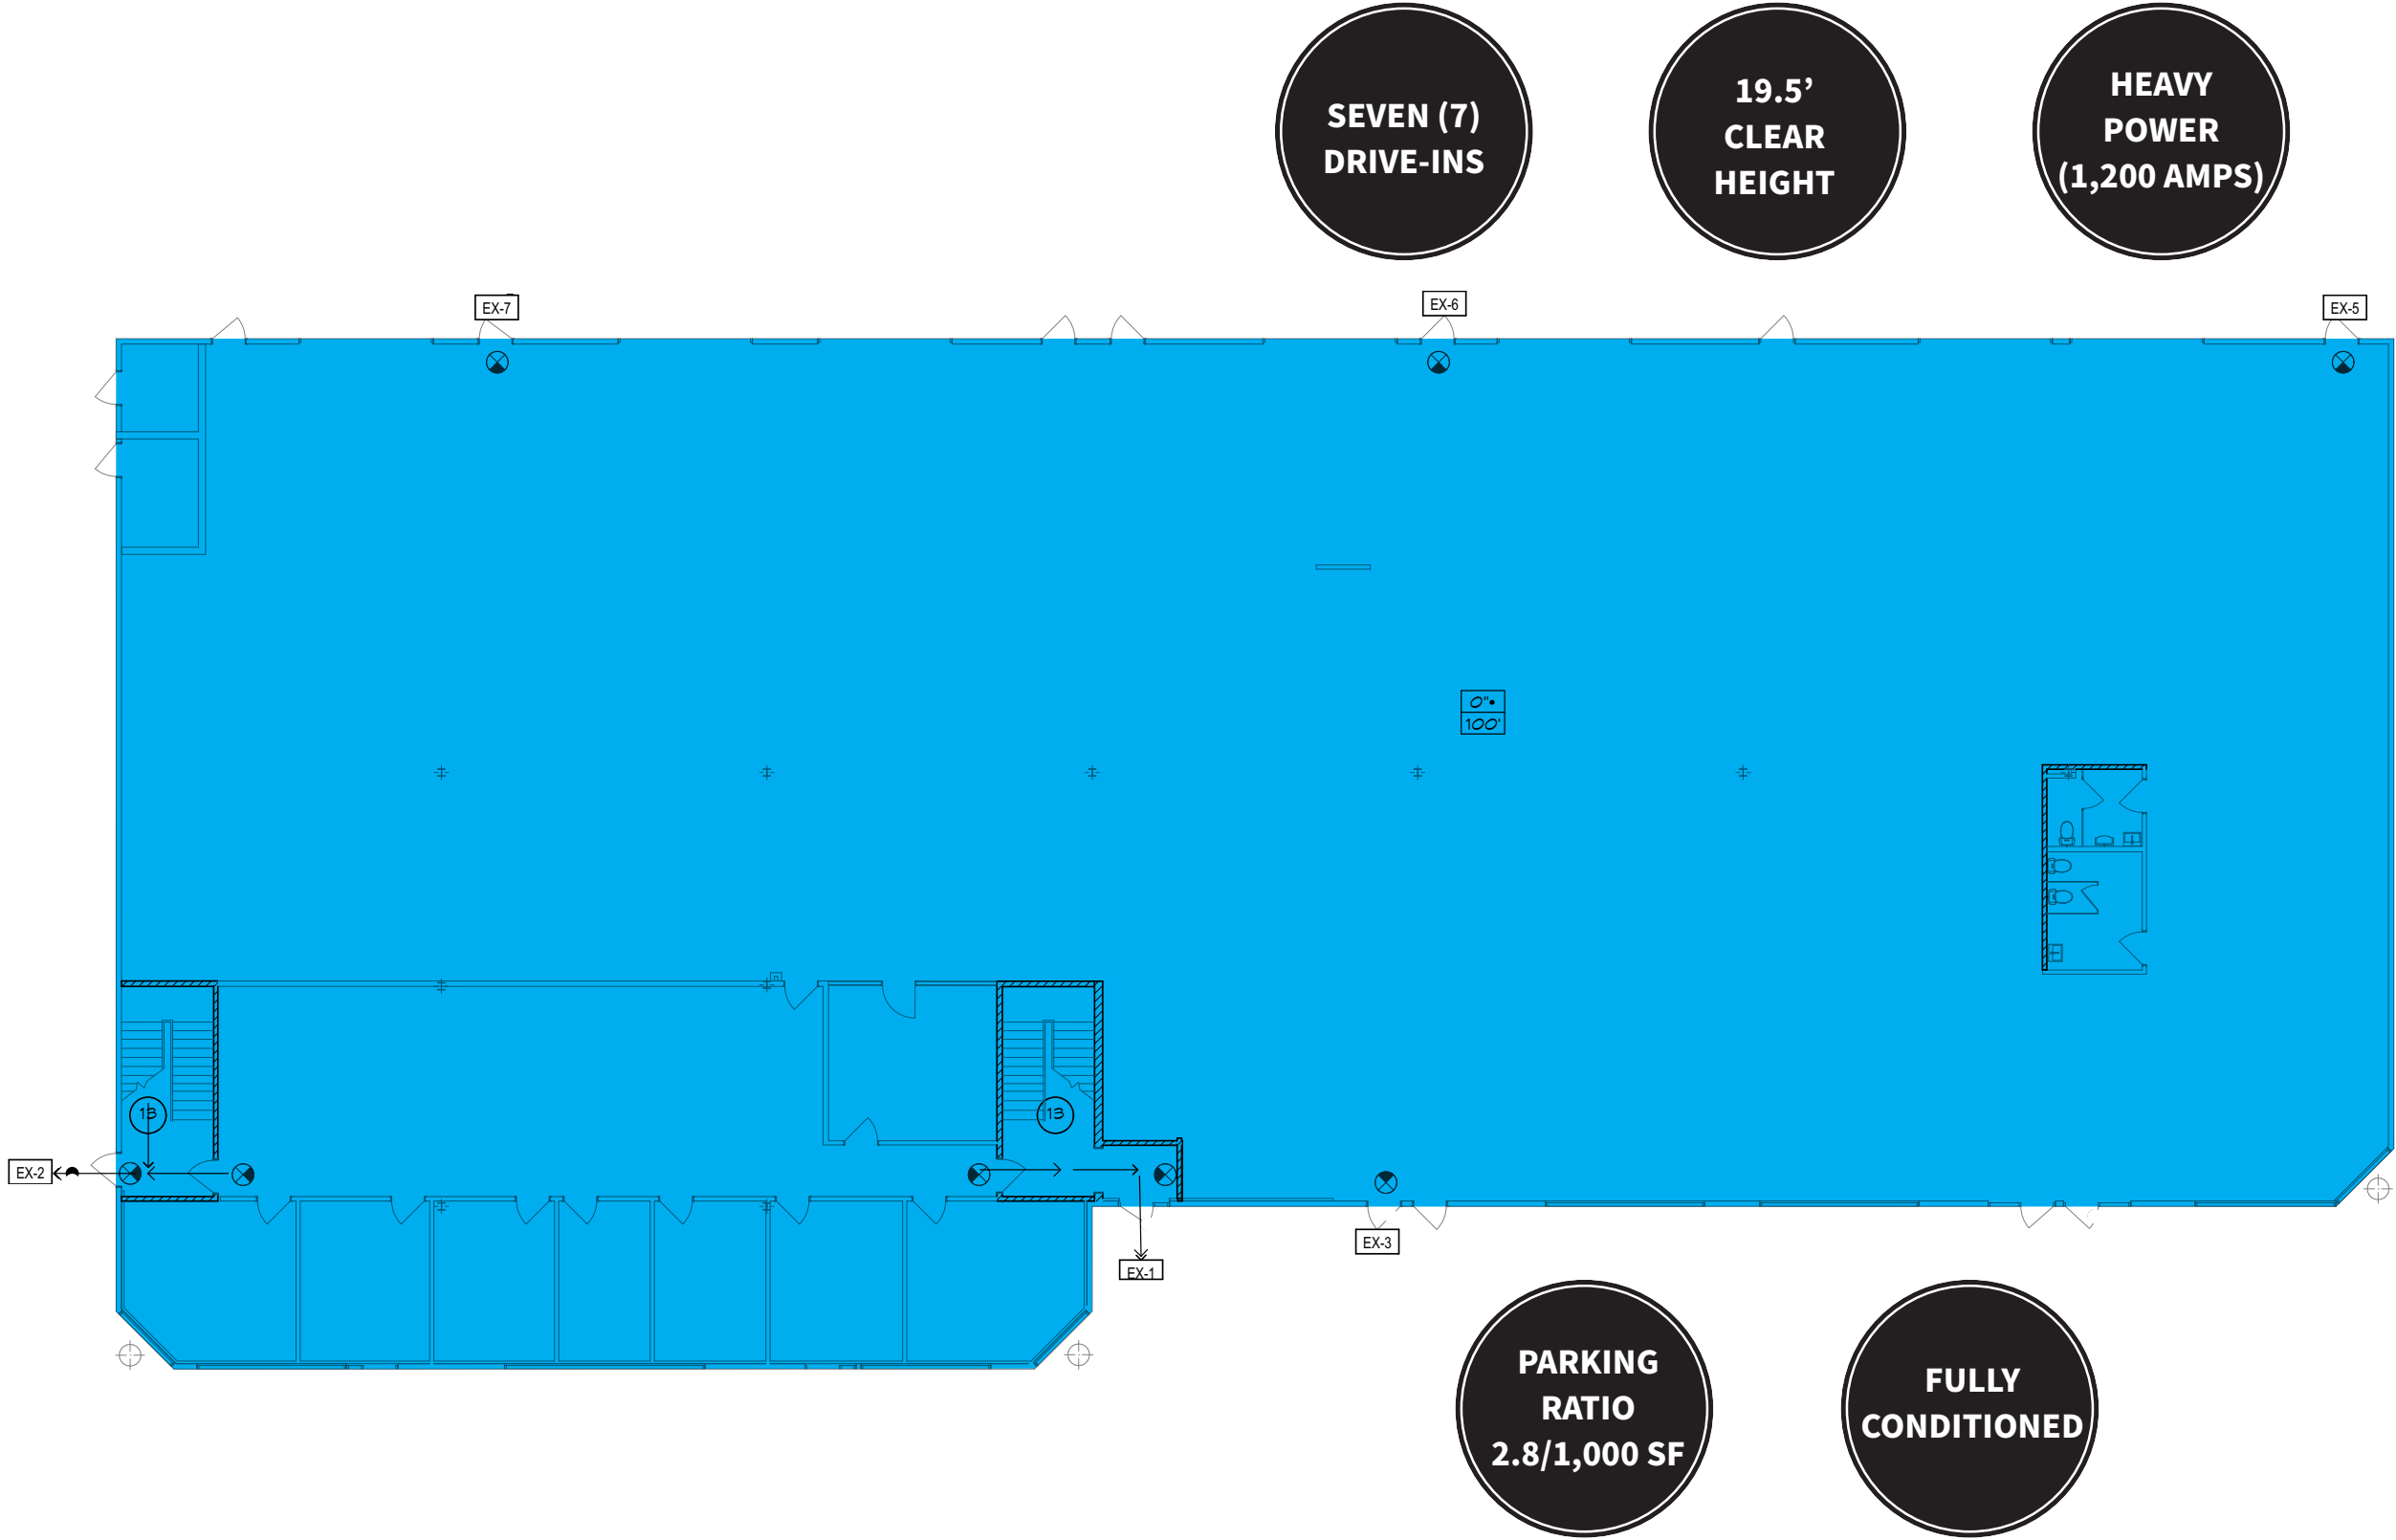 SEVEN (7)
DRIVE-INS
19.5’
CLEAR
HEIGHT
HEAVY
POWER
(1,200 AMPS)
EX-7
EX-6
EX-5
0"•
100'
13
13
EX-2
EX-3
EX-1
PARKING
RATIO
2.8/1,000 SF
FULLY
CONDITIONED